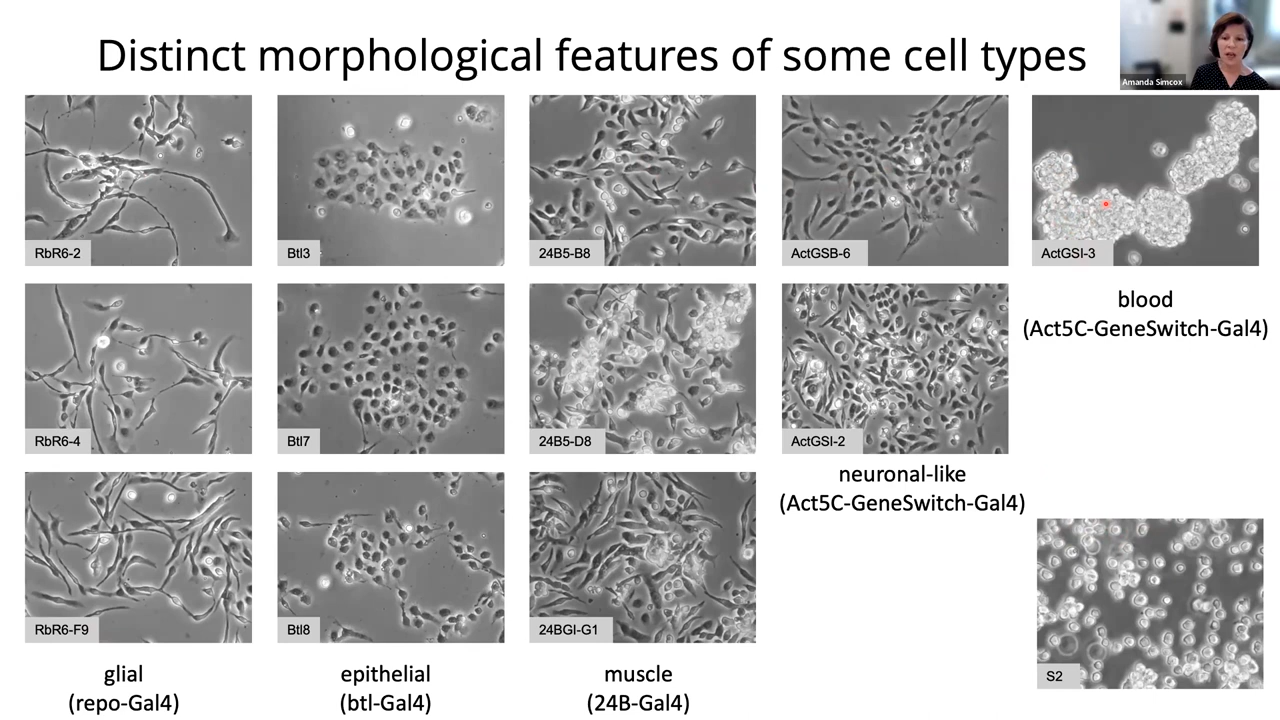 Distinct morphological features of some cell types
Amanda Simcox
RbR6-2
Btl3
24B5-B8
ActGSB-6
ActGSI-3
blood
(Act5C-GeneSwitch-Gal4)
RbR6-4
Btl7
24B5-D8
ActGSI-2
neuronal-like
(Act5C-GeneSwitch-Gal4)
RbR6-F9
Btl8
24BGI-G1
S2
glial
(repo-Gal4)
epithelial
(btl-Gal4)
muscle
(24B-Gal4)